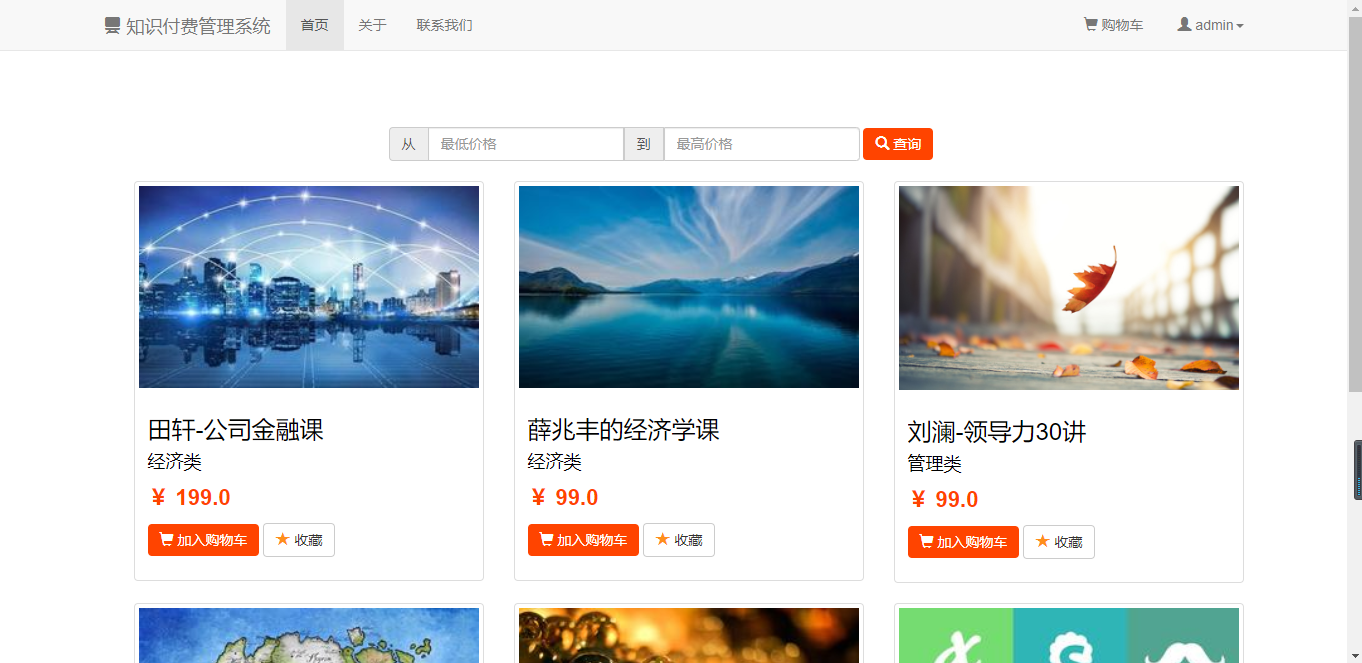 知识付费管理系统 首页 关于 联系我们 购物车 admin
从 最低价格 到 最高价格 查询
田轩-公司金融课
经济类
¥ 199.0
加入购物车 收藏
薛兆丰的经济学课
经济类
¥ 99.0
加入购物车 收藏
刘澜-领导力30讲
管理类
¥ 99.0
加入购物车 收藏